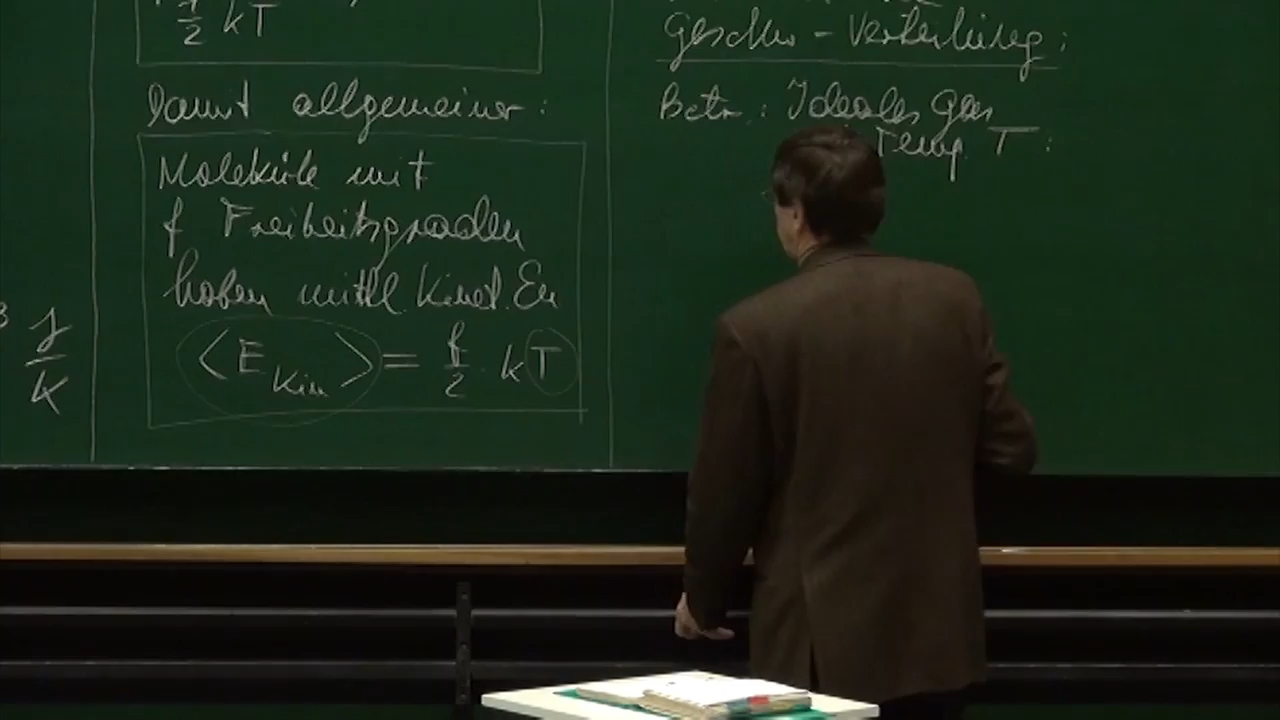 1/2 kT
Damit allgemeiner :
Moleküle mit
f Freiheitsgraden
haben mittl kinet. En
⟨E_Kin⟩ = f/2 · kT
J/K
Geschw - Verteilung :
Betr. : Ideales Gas
Temp. T :